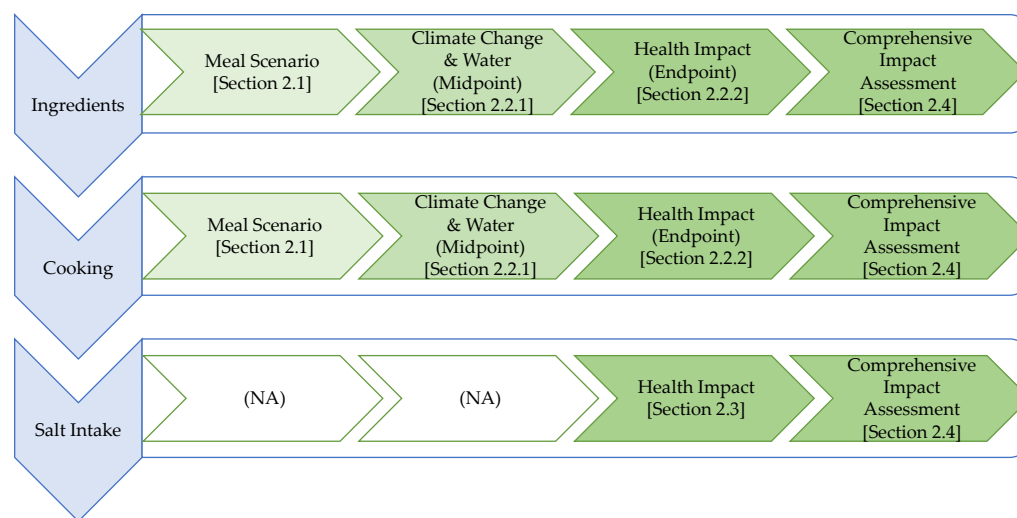 Ingredients
Meal Scenario
[Section 2.1]
Climate Change
& Water
(Midpoint)
[Section 2.2.1]
Health Impact
(Endpoint)
[Section 2.2.2]
Comprehensive
Impact
Assessment
[Section 2.4]
Cooking
Meal Scenario
[Section 2.1]
Climate Change
& Water
(Midpoint)
[Section 2.2.1]
Health Impact
(Endpoint)
[Section 2.2.2]
Comprehensive
Impact
Assessment
[Section 2.4]
Salt Intake
(NA)
(NA)
Health Impact
[Section 2.3]
Comprehensive
Impact
Assessment
[Section 2.4]